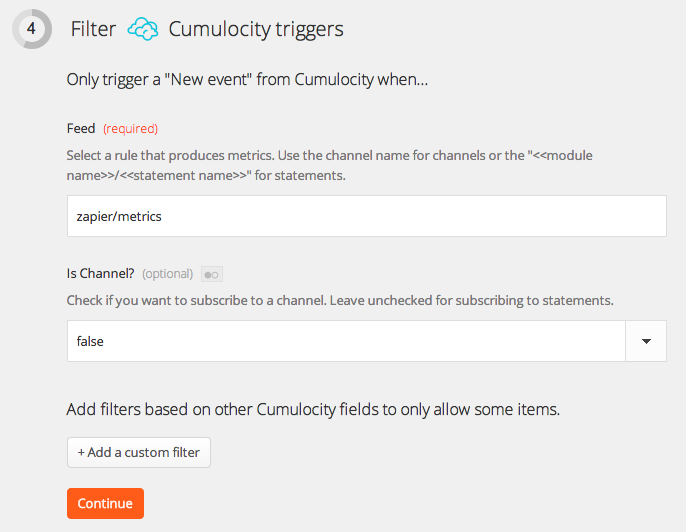 4 Filter Cumulocity triggers
Only trigger a "New event" from Cumulocity when...
Feed (required)
Select a rule that produces metrics. Use the channel name for channels or the "<<module
name>>/<<statement name>>" for statements.
zapier/metrics
Is Channel? (optional)
Check if you want to subscribe to a channel. Leave unchecked for subscribing to statements.
false
Add filters based on other Cumulocity fields to only allow some items.
+ Add a custom filter
Continue